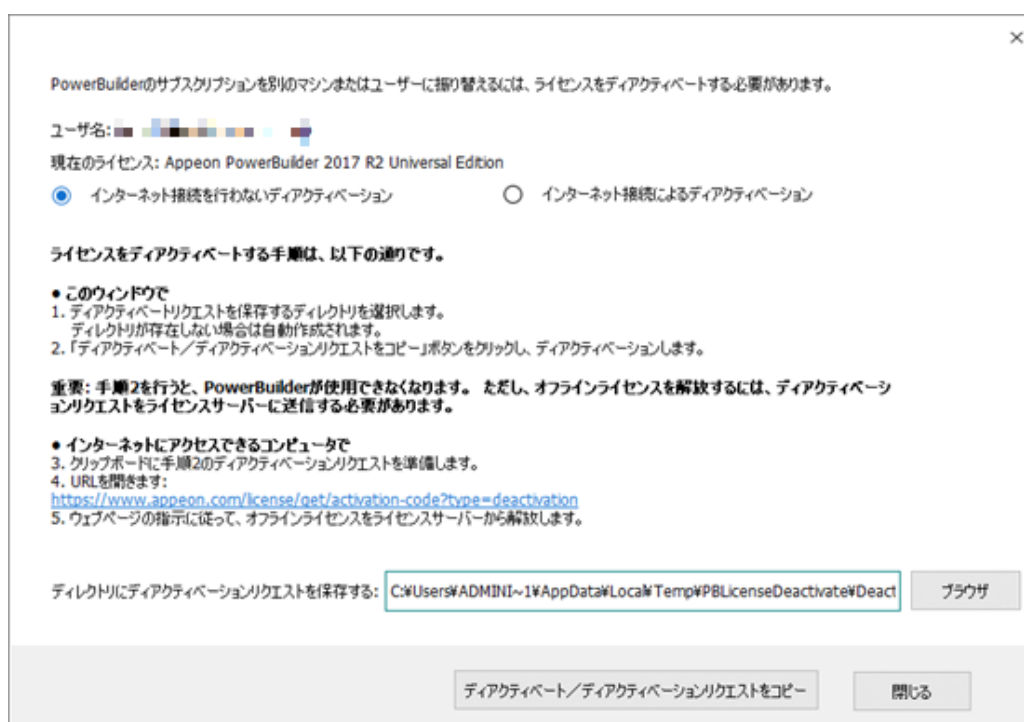 PowerBuilderのサブスクリプションを別のマシンまたはユーザーに振り替えるには、ライセンスをディアクティベートする必要があります。
ユーザ名:
現在のライセンス: Appeon PowerBuilder 2017 R2 Universal Edition
インターネット接続を行わないディアクティベーション　インターネット接続によるディアクティベーション
ライセンスをディアクティベートする手順は、以下の通りです。
● このウィンドウで
1. ディアクティベートリクエストを保存するディレクトリを選択します。
ディレクトリが存在しない場合は自動作成されます。
2. 「ディアクティベート／ディアクティベーションリクエストをコピー」ボタンをクリックし、ディアクティベーションします。
重要: 手順2を行うと、PowerBuilderが使用できなくなります。 ただし、オフラインライセンスを解放するには、ディアクティベーシ
ョンリクエストをライセンスサーバーに送信する必要があります。
● インターネットにアクセスできるコンピュータで
3. クリップボードに手順2のディアクティベーションリクエストを準備します。
4. URLを開きます:
https://www.appeon.com/license/get/activation-code?type=deactivation
5. ウェブページの指示に従って、オフラインライセンスをライセンスサーバーから解放します。
ディレクトリにディアクティベーションリクエストを保存する: C:¥Users¥ADMINI~1¥AppData¥Local¥Temp¥PBLicenseDeactivate¥Deact ブラウザ
ディアクティベート／ディアクティベーションリクエストをコピー 閉じる